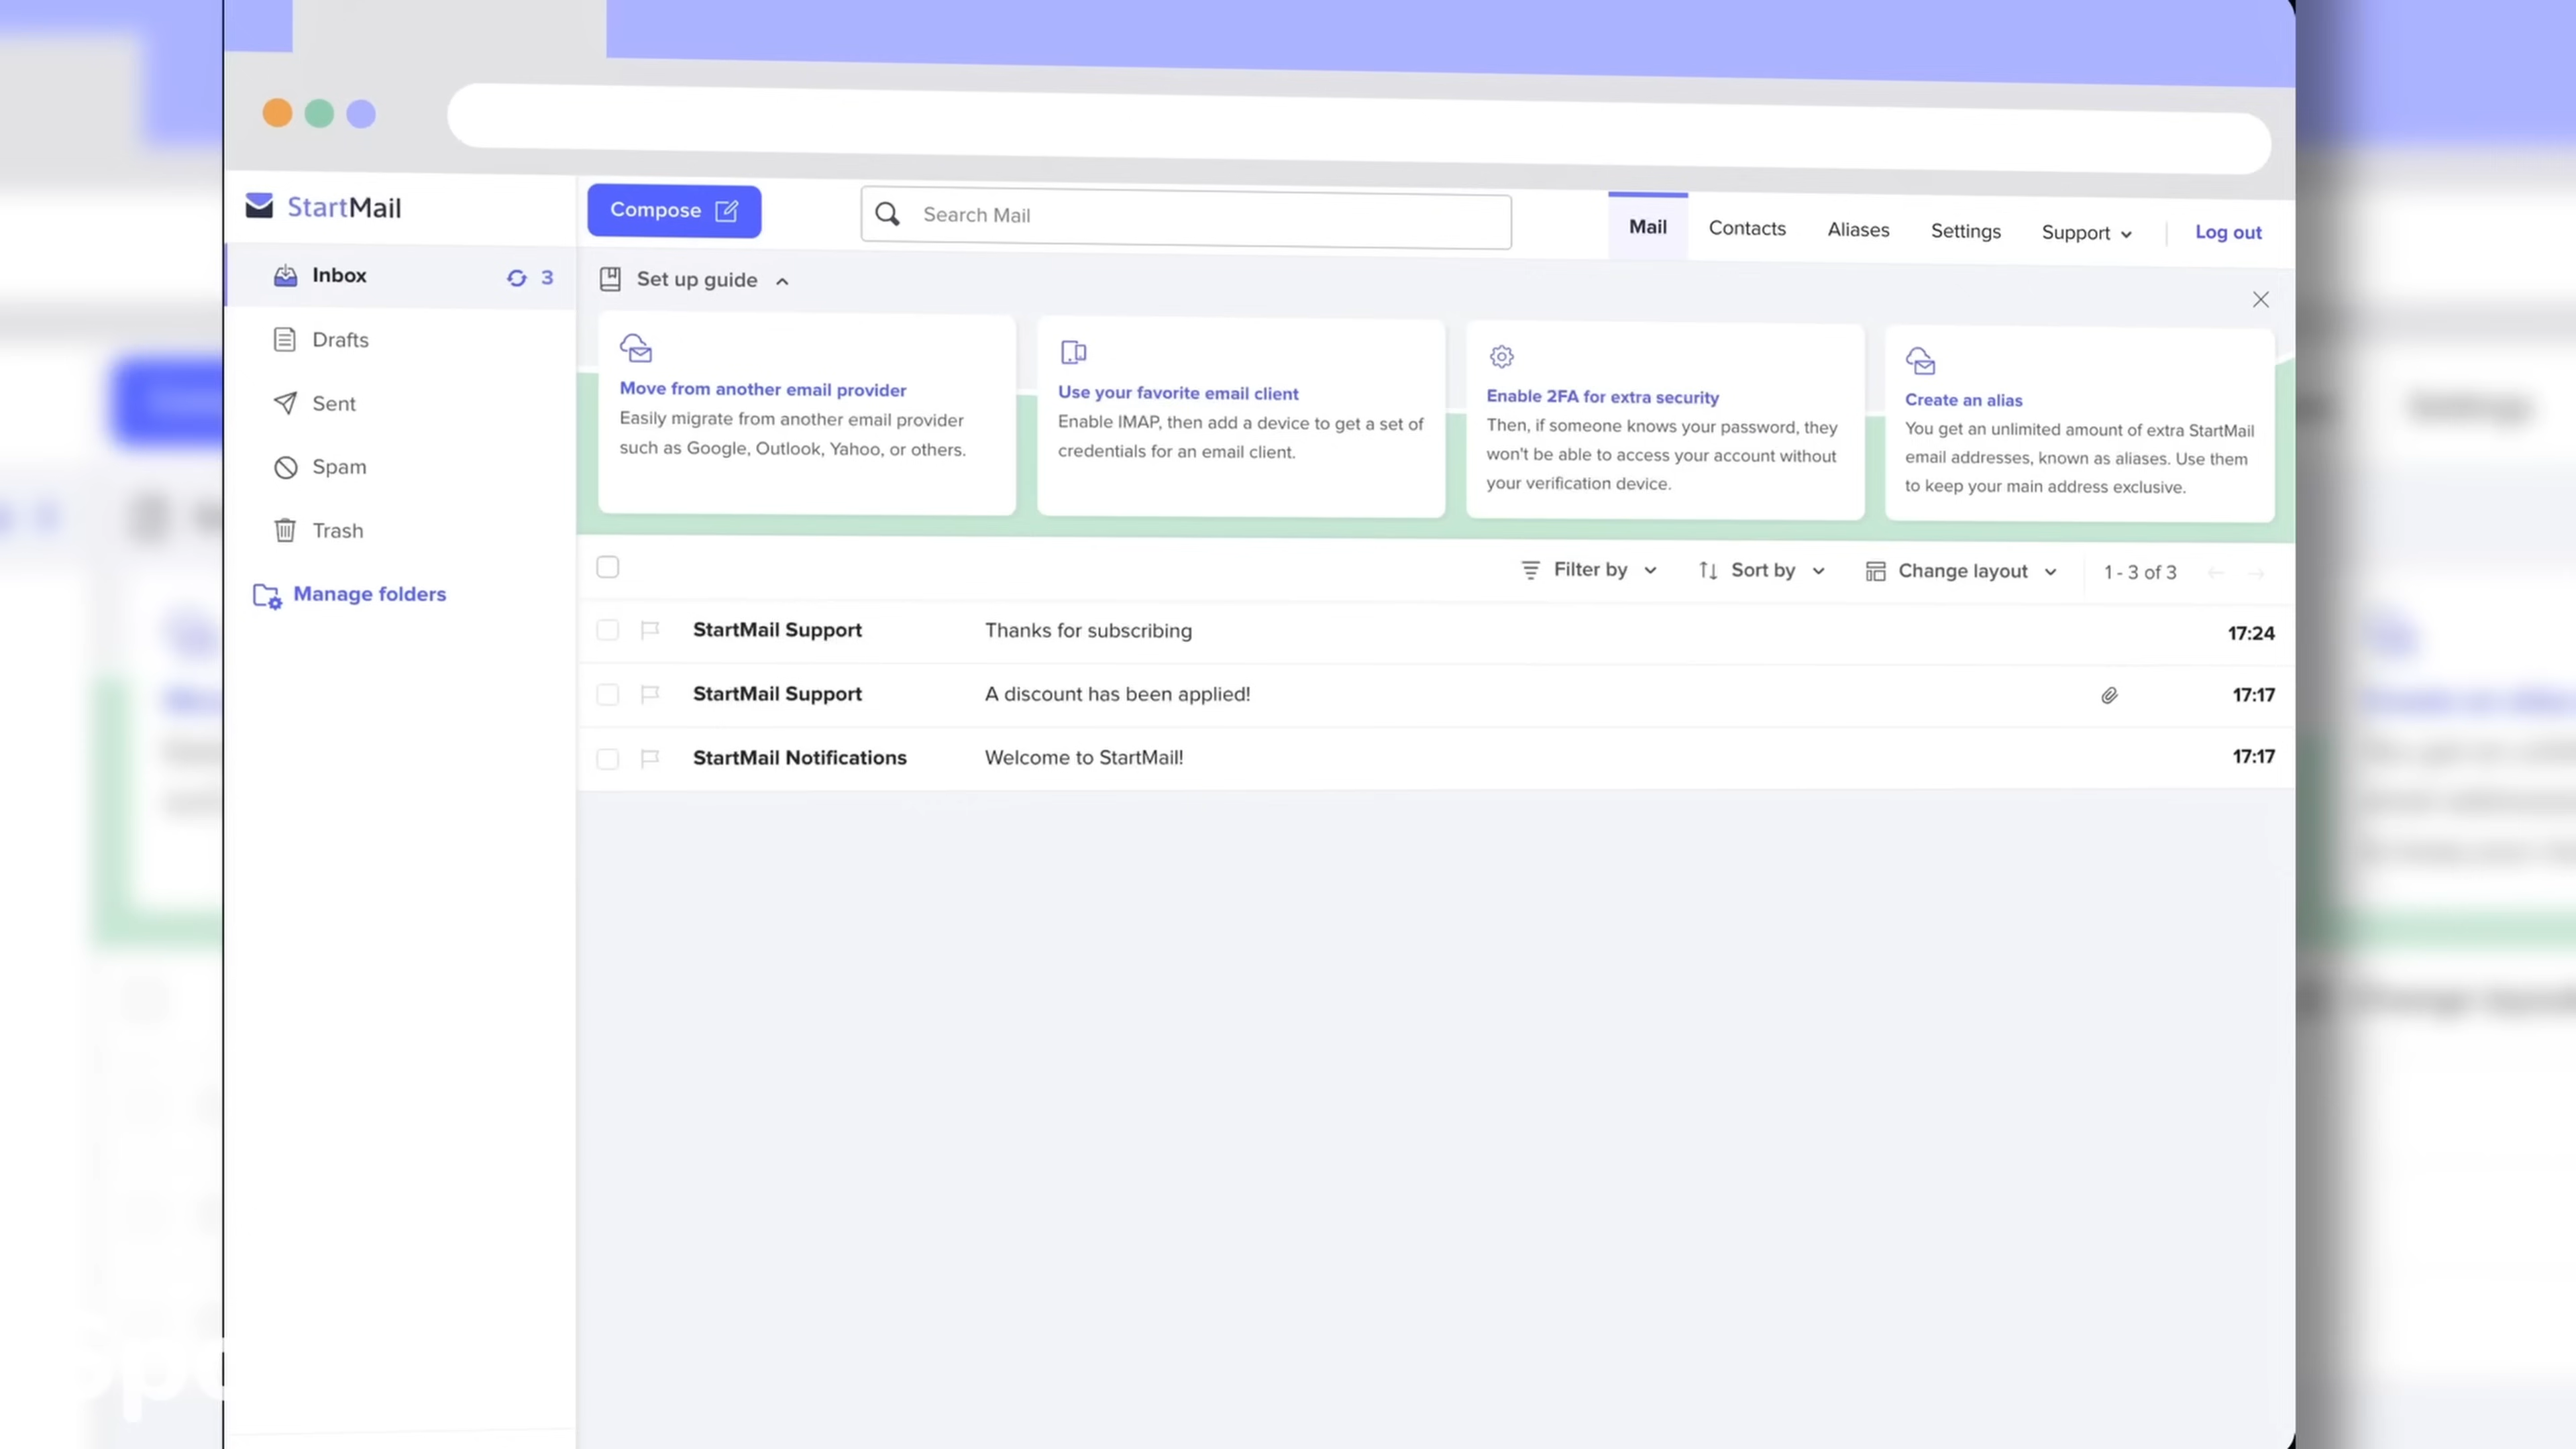 StartMail
Compose
Search Mail
Mail
Contacts
Aliases
Settings
Support
Log out
Inbox
3
Drafts
Sent
Spam
Trash
Manage folders
Set up guide
Move from another email provider
Easily migrate from another email provider
such as Google, Outlook, Yahoo, or others.
Use your favorite email client
Enable IMAP, then add a device to get a set of
credentials for an email client.
Enable 2FA for extra security
Then, if someone knows your password, they
won't be able to access your account without
your verification device.
Create an alias
You get an unlimited amount of extra StartMail
email addresses, known as aliases. Use them
to keep your main address exclusive.
Filter by
Sort by
Change layout
1 - 3 of 3
StartMail Support Thanks for subscribing 17:24
StartMail Support A discount has been applied! 17:17
StartMail Notifications Welcome to StartMail! 17:17